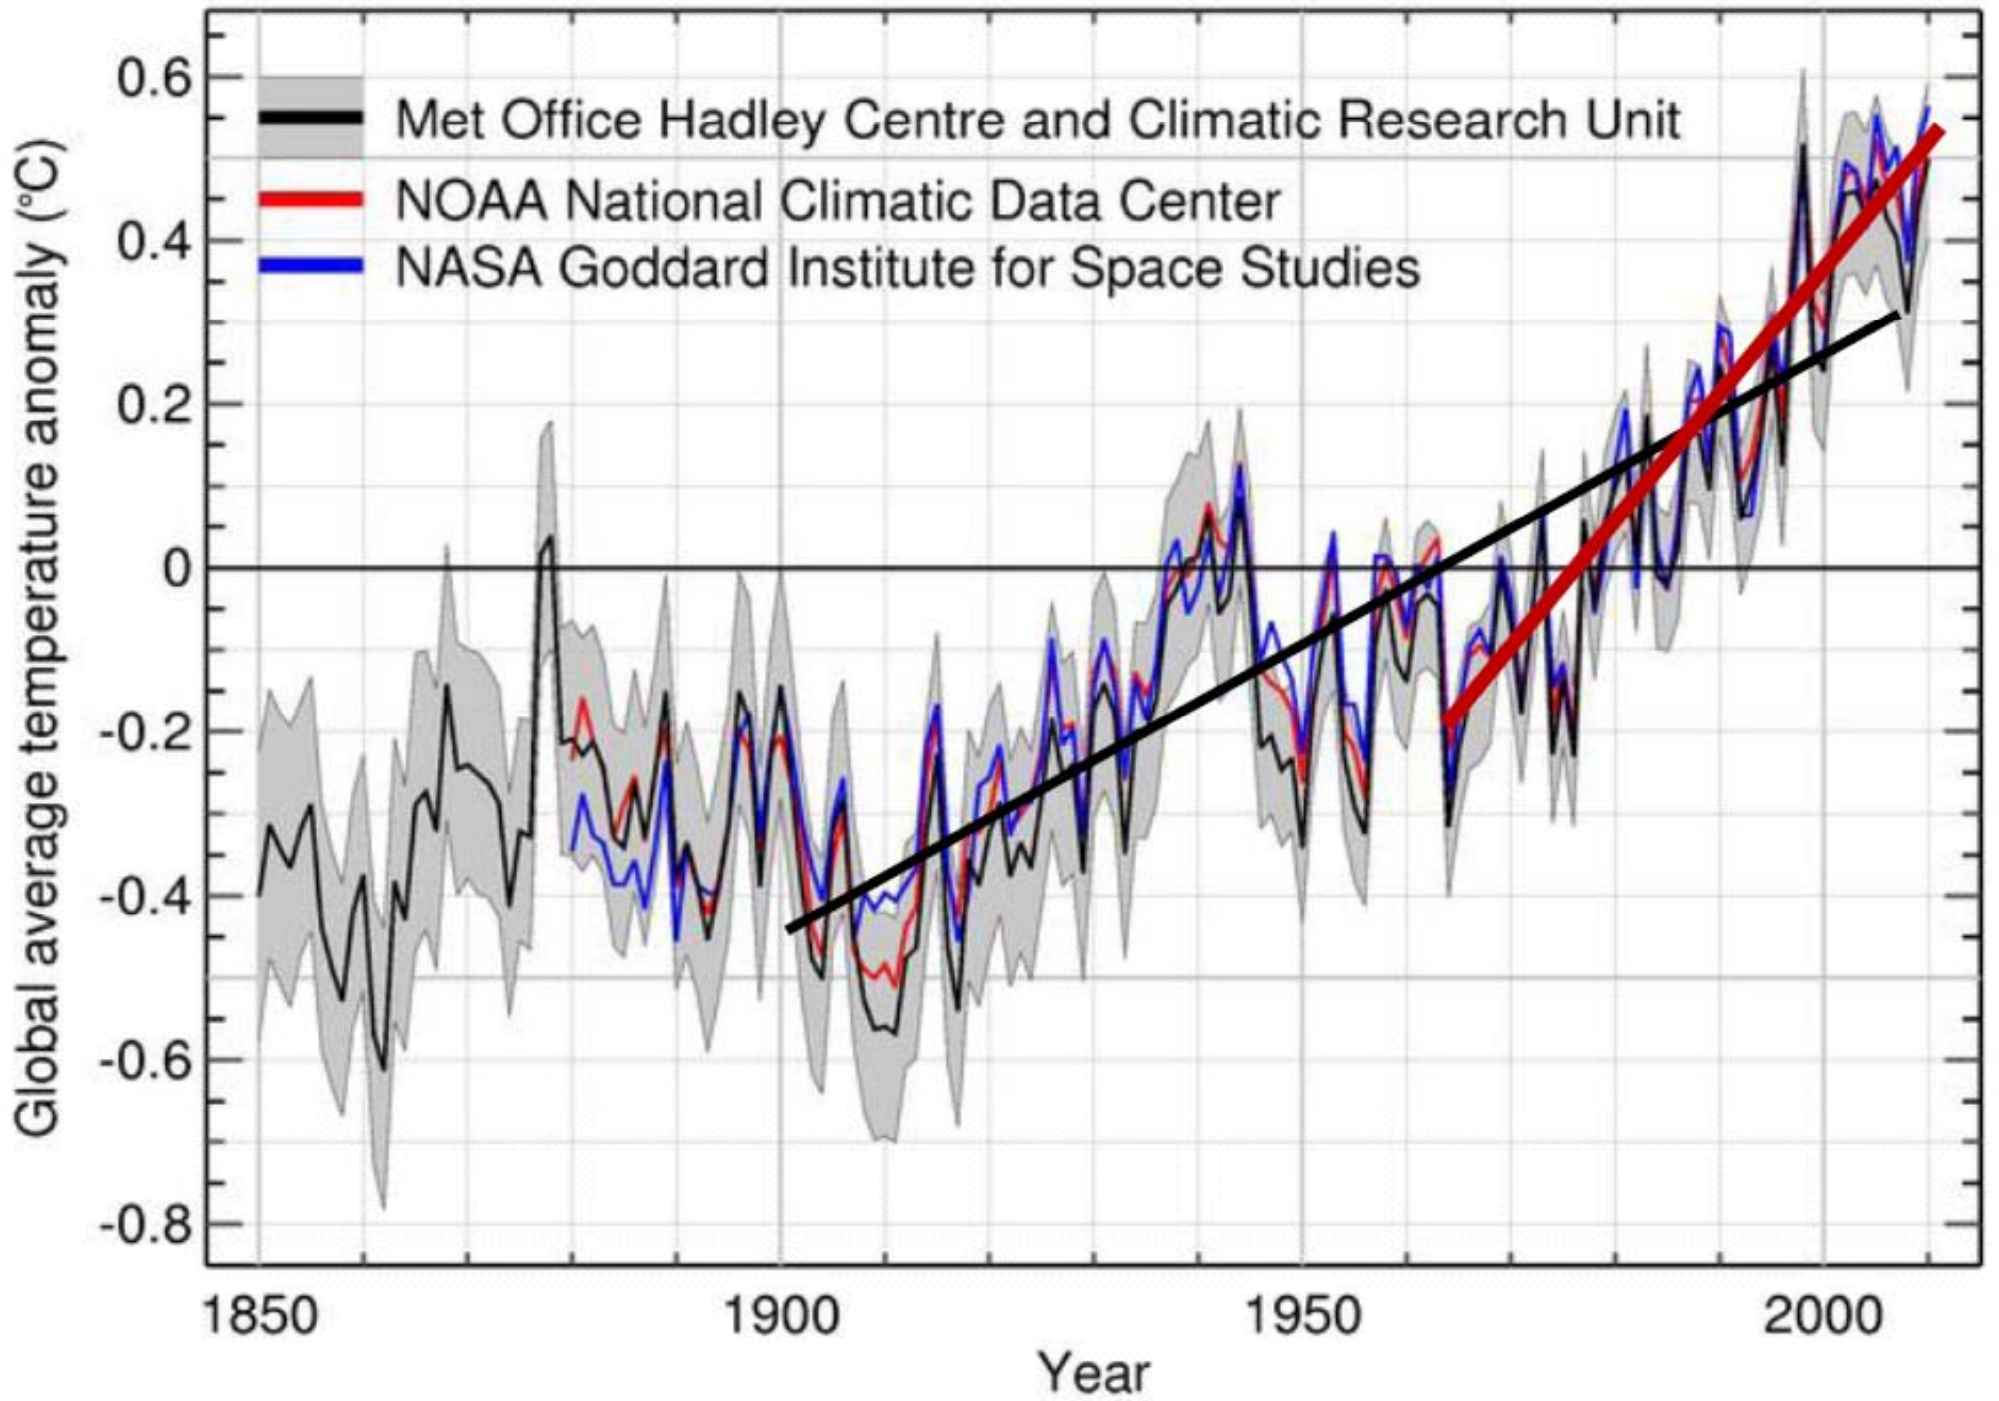 Global average temperature anomaly (°C)
0.6
0.4
0.2
0
-0.2
-0.4
-0.6
-0.8
Met Office Hadley Centre and Climatic Research Unit
NOAA National Climatic Data Center
NASA Goddard Institute for Space Studies
1850 1900 1950 2000
Year